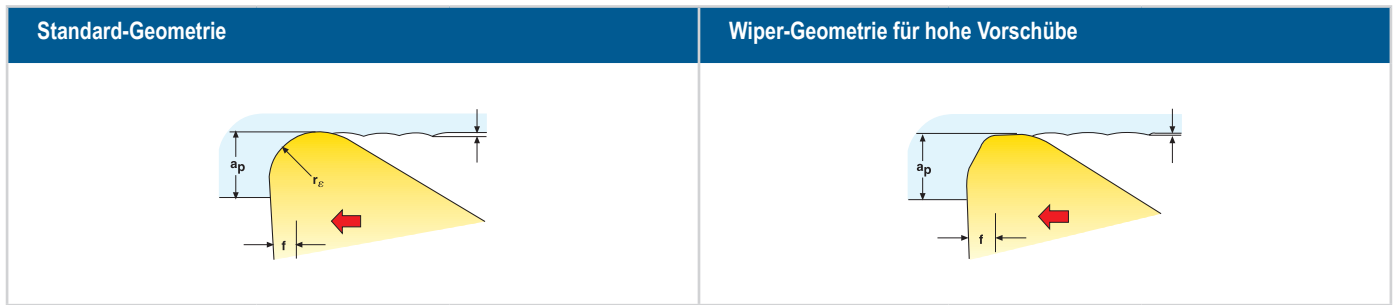 Standard-Geometrie
Wiper-Geometrie für hohe Vorschübe
ap
rε
f
ap
f